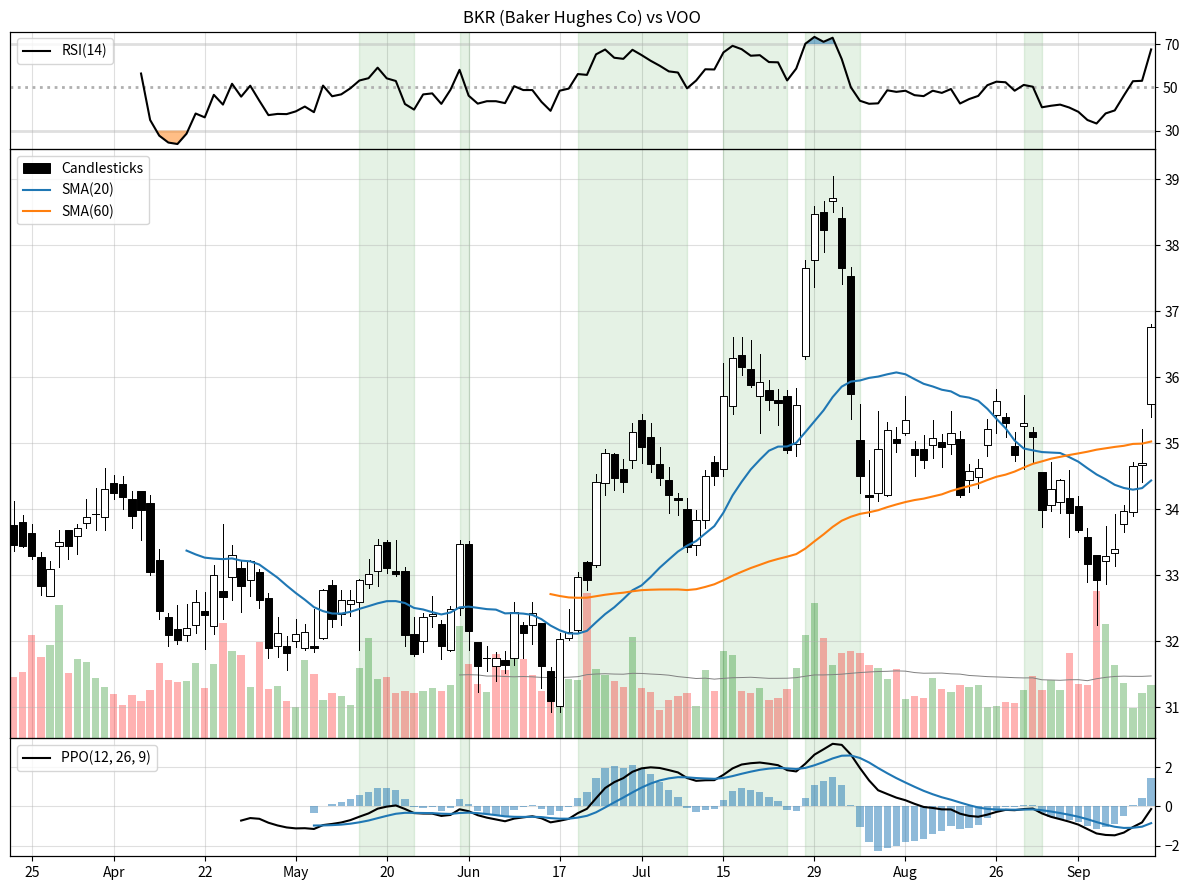 BKR (Baker Hughes Co) vs VOO
RSI(14)
70
50
30
Candlesticks
SMA(20)
SMA(60)
39
38
37
36
35
34
33
32
31
PPO(12, 26, 9)
2
0
−2
25 Apr 22 May 20 Jun 17 Jul 15 29 Aug 26 Sep